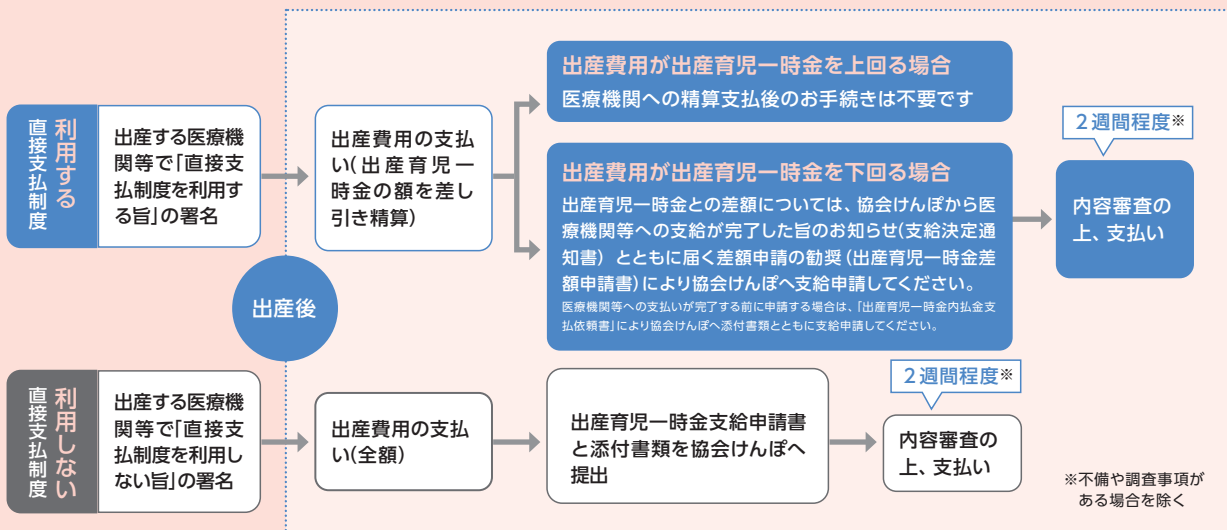 直接支払制度
利用する
出産する医療機
関等で「直接支
払制度を利用す
る旨」の署名
出産後
出産費用の支払
い(出産育児一
時金の額を差し
引き精算)
出産費用が出産育児一時金を上回る場合
医療機関への精算支払後のお手続きは不要です
出産費用が出産育児一時金を下回る場合
出産育児一時金との差額については、協会けんぽから医
療機関等への支給が完了した旨のお知らせ(支給決定通
知書) とともに届く差額申請の勧奨(出産育児一時金差
額申請書)により協会けんぽへ支給申請してください。
医療機関等への支払いが完了する前に申請する場合は、「出産育児一時金内払金支
払依頼書」により協会けんぽへ添付書類とともに支給申請してください。
2週間程度※
内容審査の
上、支払い
直接支払制度
利用しない
出産する医療機
関等で「直接支
払制度を利用し
ない旨」の署名
出産費用の支払
い(全額)
出産育児一時金支給申請書
と添付書類を協会けんぽへ
提出
2週間程度※
内容審査の
上、支払い
※不備や調査事項が
ある場合を除く